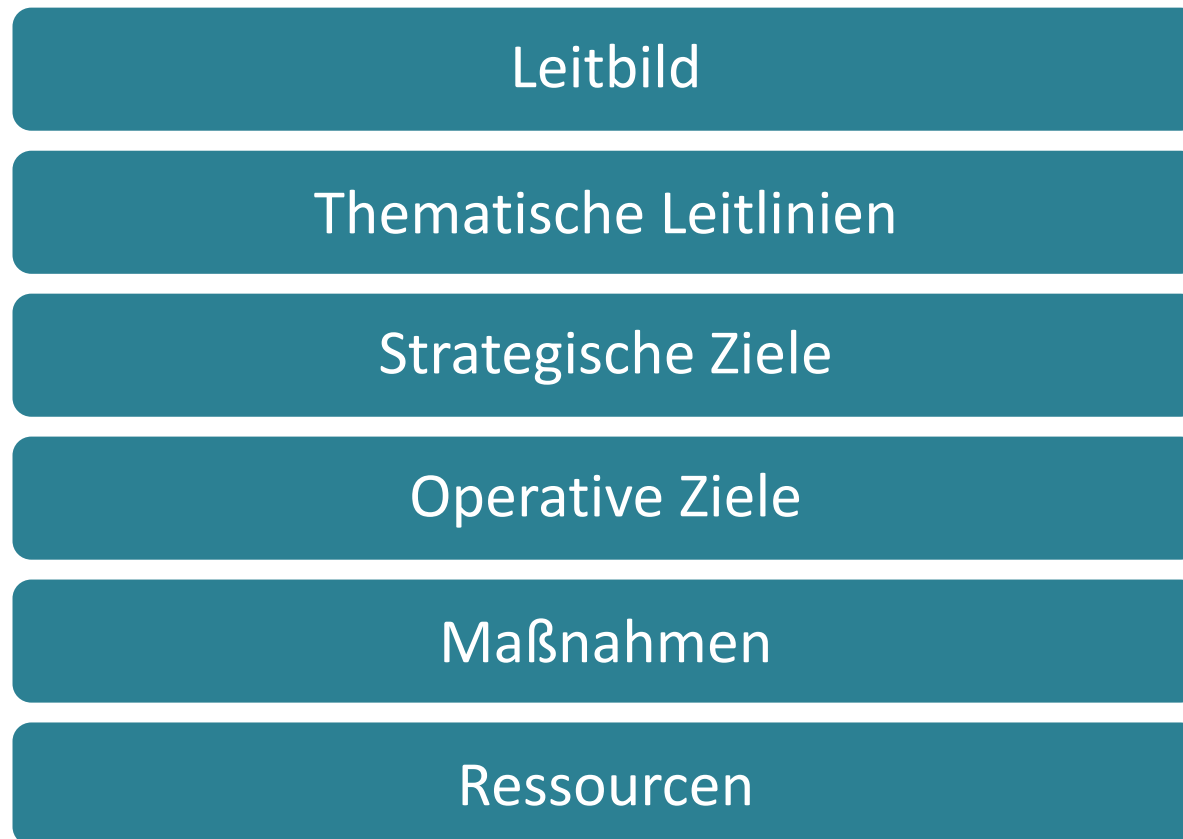 Leitbild
Thematische Leitlinien
Strategische Ziele
Operative Ziele
Maßnahmen
Ressourcen